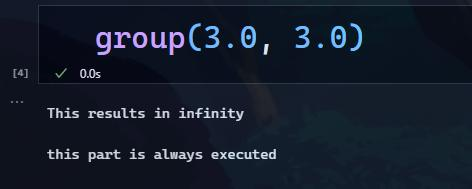 group(3.0, 3.0)
[4]
0.0s
...
This results in infinity
this part is always executed